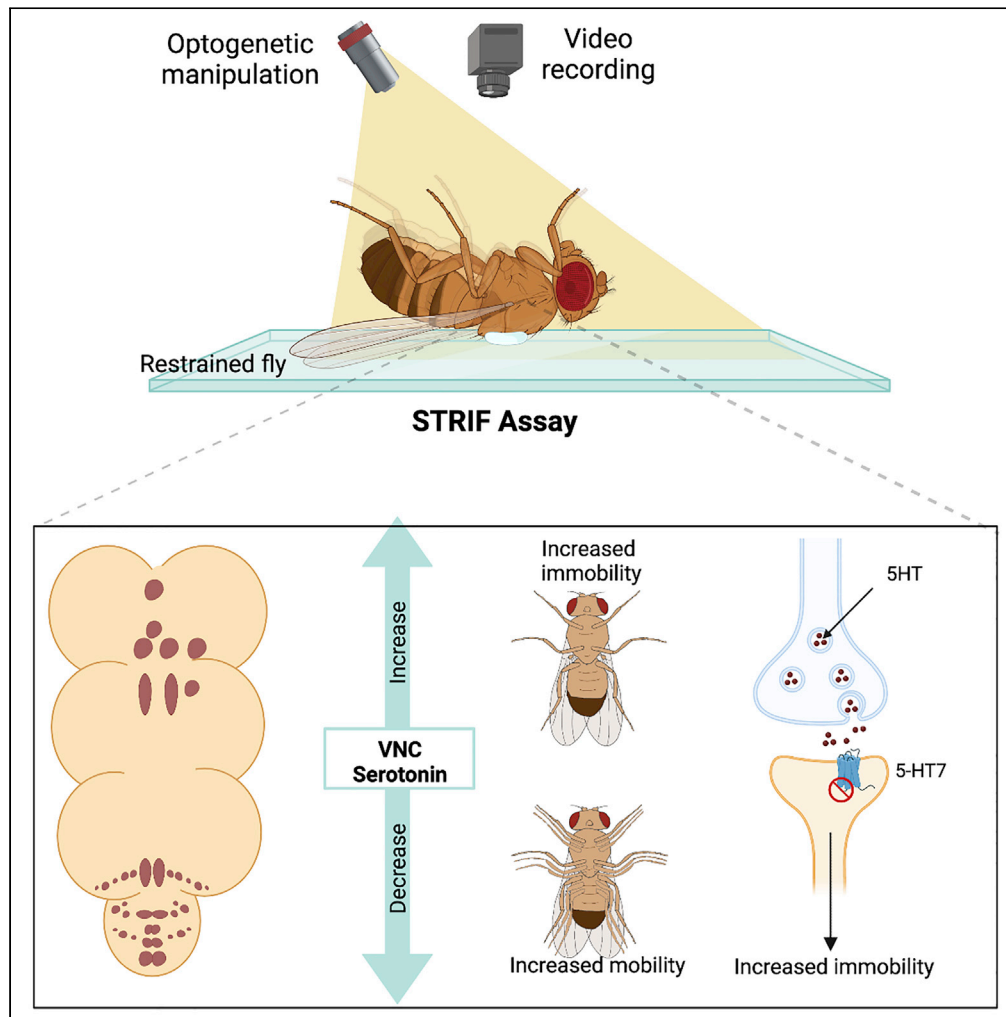 Optogenetic
manipulation
Video
recording
Restrained fly
STRIF Assay
Increase
VNC
Serotonin
Decrease
Increased
immobility
Increased mobility
5HT
5-HT7
Increased immobility